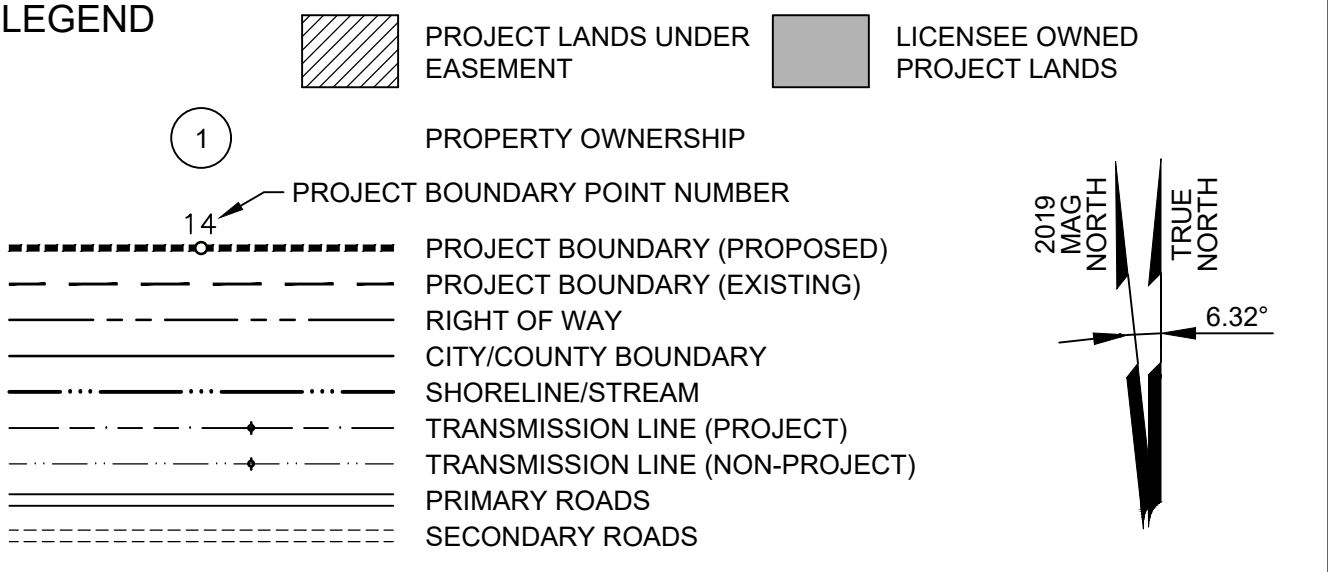 LEGEND
PROJECT LANDS UNDER
EASEMENT
LICENSEE OWNED
PROJECT LANDS
1
PROPERTY OWNERSHIP
PROJECT BOUNDARY POINT NUMBER
14
PROJECT BOUNDARY (PROPOSED)
PROJECT BOUNDARY (EXISTING)
RIGHT OF WAY
CITY/COUNTY BOUNDARY
SHORELINE/STREAM
TRANSMISSION LINE (PROJECT)
TRANSMISSION LINE (NON-PROJECT)
PRIMARY ROADS
SECONDARY ROADS
2019
MAG
NORTH
TRUE
NORTH
6.32°